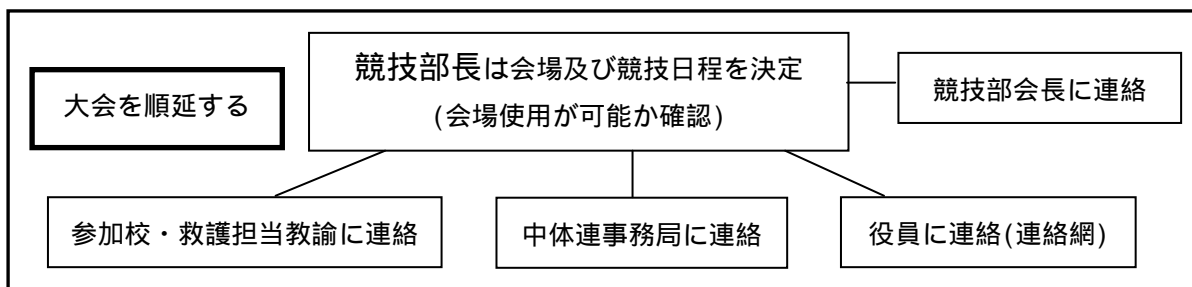 大会を順延する
競技部長は会場及び競技日程を決定
(会場使用が可能か確認)
競技部会長に連絡
参加校・救護担当教諭に連絡
中体連事務局に連絡
役員に連絡(連絡網)